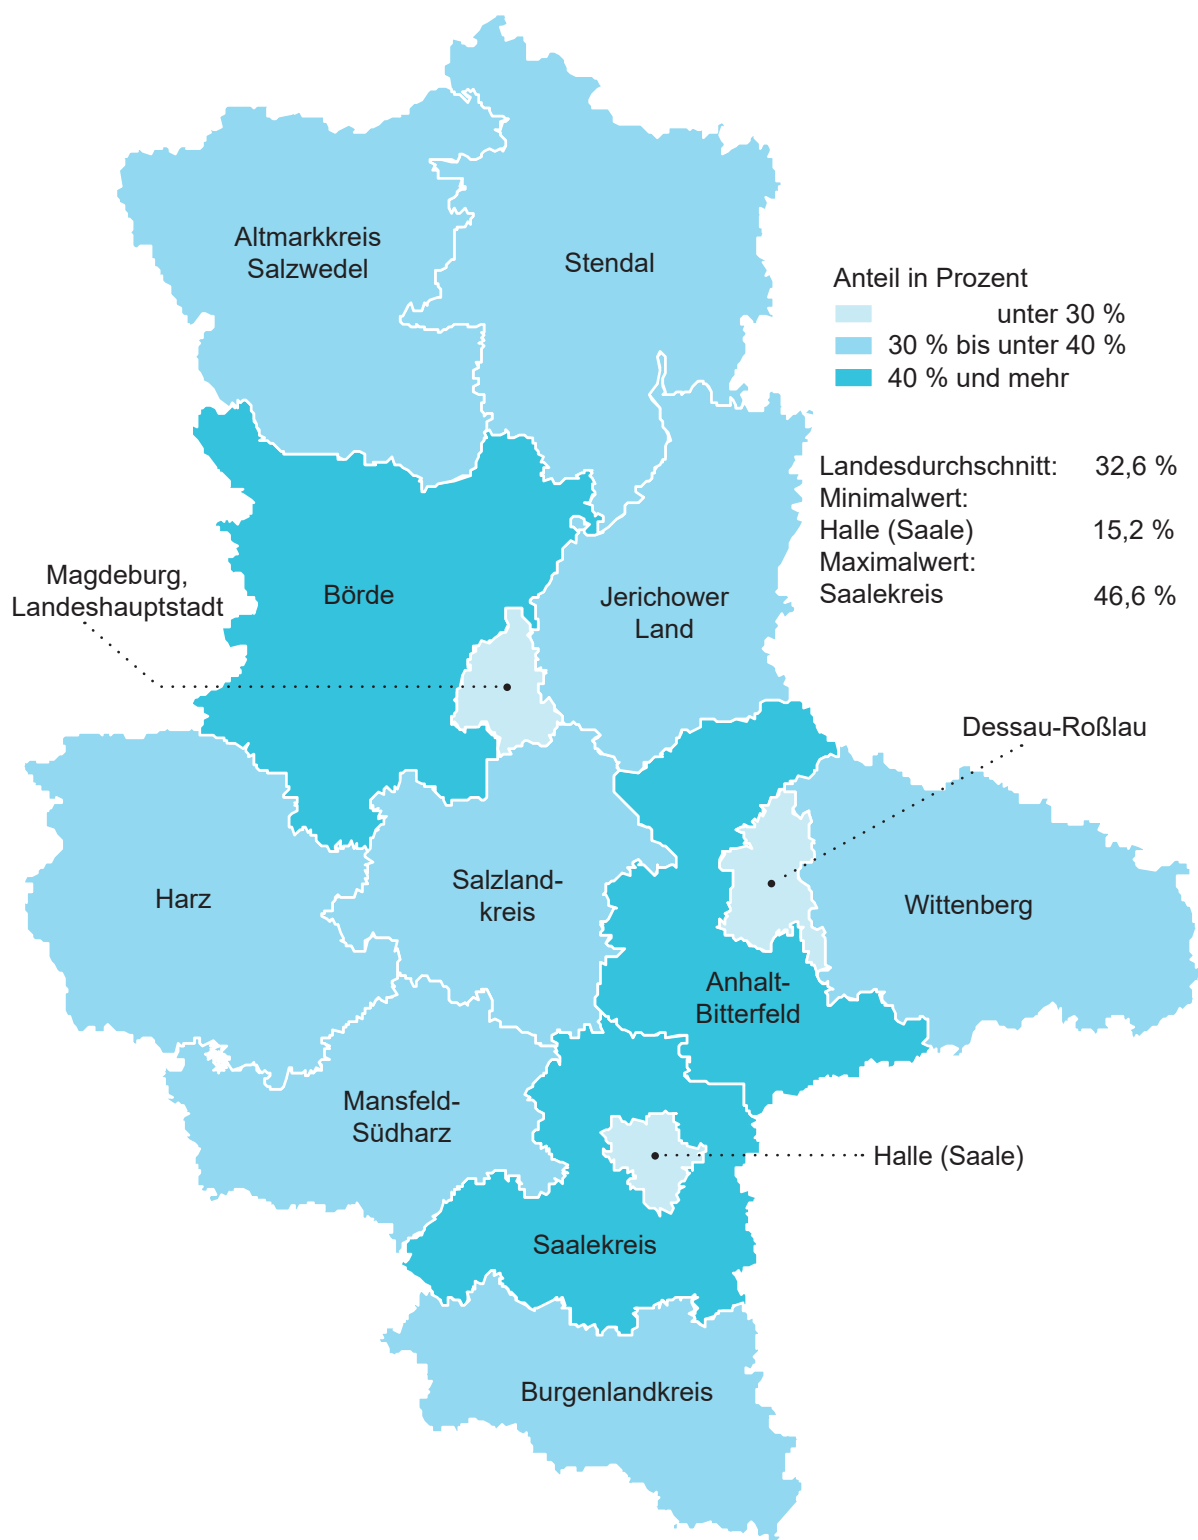 Altmarkkreis
Salzwedel
Stendal
Anteil in Prozent
unter 30 %
30 % bis unter 40 %
40 % und mehr
Landesdurchschnitt: 32,6 %
Minimalwert:
Halle (Saale) 15,2 %
Maximalwert:
Saalekreis 46,6 %
Magdeburg,
Landeshauptstadt
Börde
Jerichower
Land
Dessau-Roßlau
Harz
Salzland-
kreis
Wittenberg
Anhalt-
Bitterfeld
Mansfeld-
Südharz
Halle (Saale)
Saalekreis
Burgenlandkreis